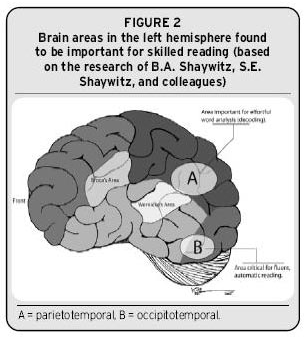 FIGURE 2
Brain areas in the left hemisphere found
to be important for skilled reading (based
on the research of B.A. Shaywitz, S.E.
Shaywitz, and colleagues)
Area important for effortful
word analysis (decoding).
A
Broca's Area
Front
Wernicke's Area
B
Area critical for fluent,
automatic reading.
A = parietotemporal, B = occipitotemporal.